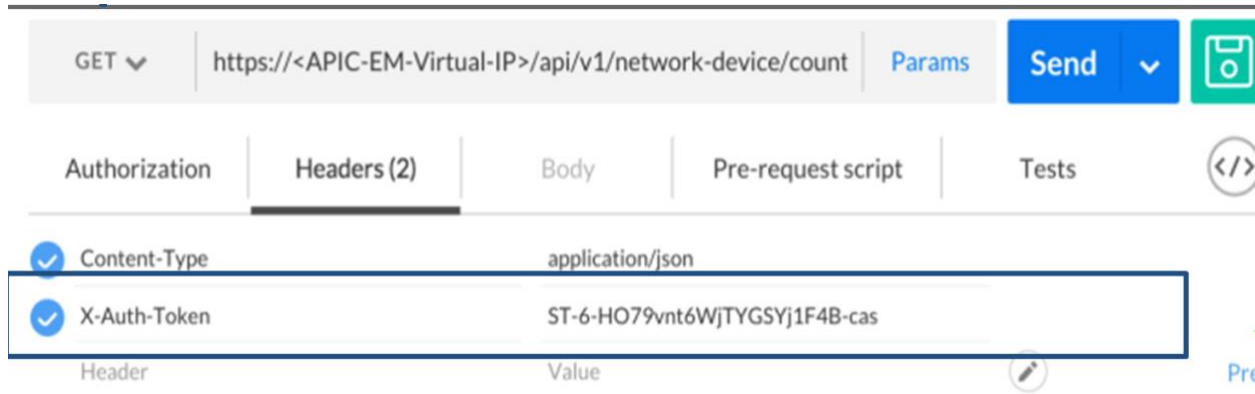 GET https://<APIC-EM-Virtual-IP>/api/v1/network-device/count Params Send
Authorization Headers (2) Body Pre-request script Tests </>
Content-Type application/json
X-Auth-Token ST-6-HO79vnt6WjTYGSYj1F4B-cas
Header Value Pre